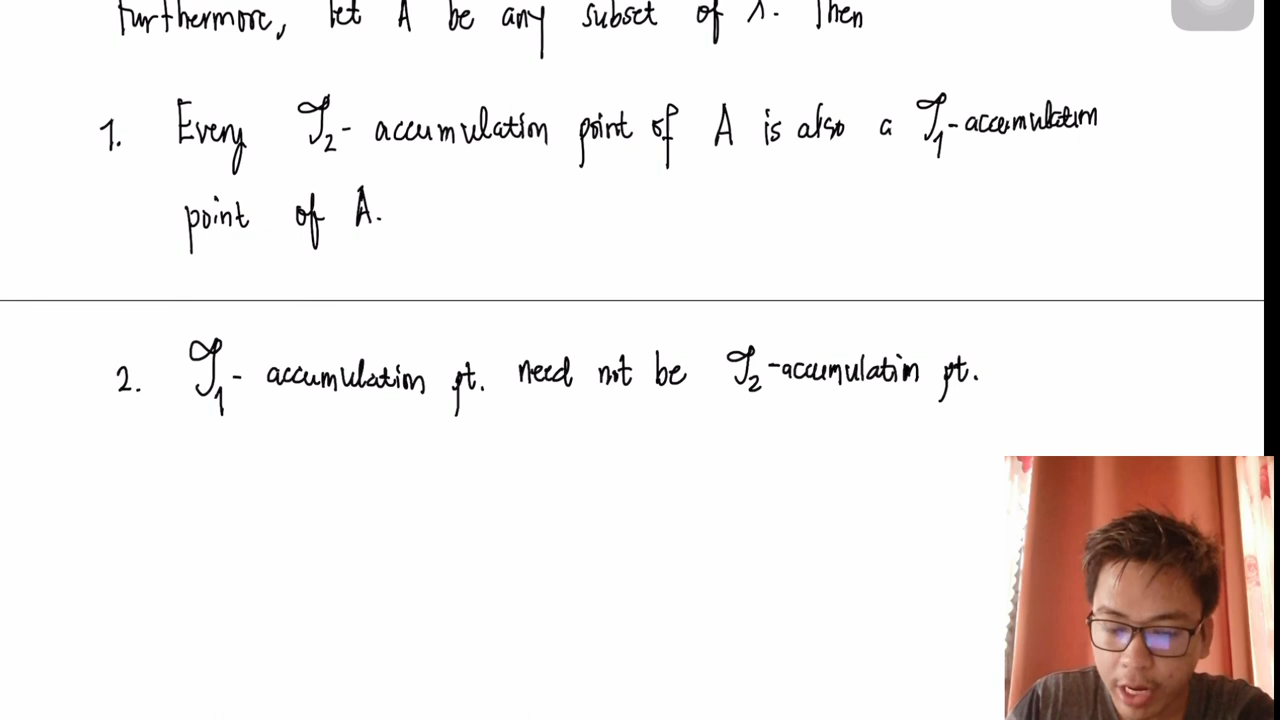 Furthermore, let A be any subset of X. Then
1. Every 𝒯₂- accumulation point of A is also a 𝒯₁-accumulation
point of A.
2. 𝒯₁- accumulation pt. need not be 𝒯₂-accumulation pt.